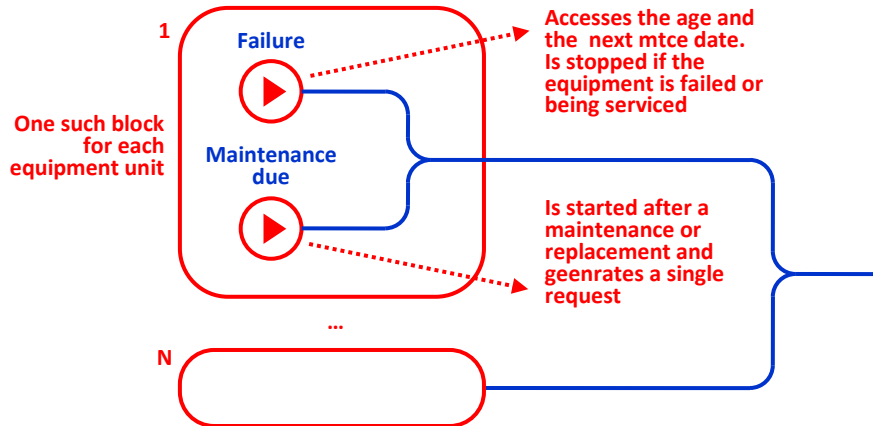 1
Failure
Accesses the age and
the next mtce date.
Is stopped if the
equipment is failed or
being serviced
One such block
for each
equipment unit
Maintenance
due
Is started after a
maintenance or
replacement and
geenrates a single
request
...
N